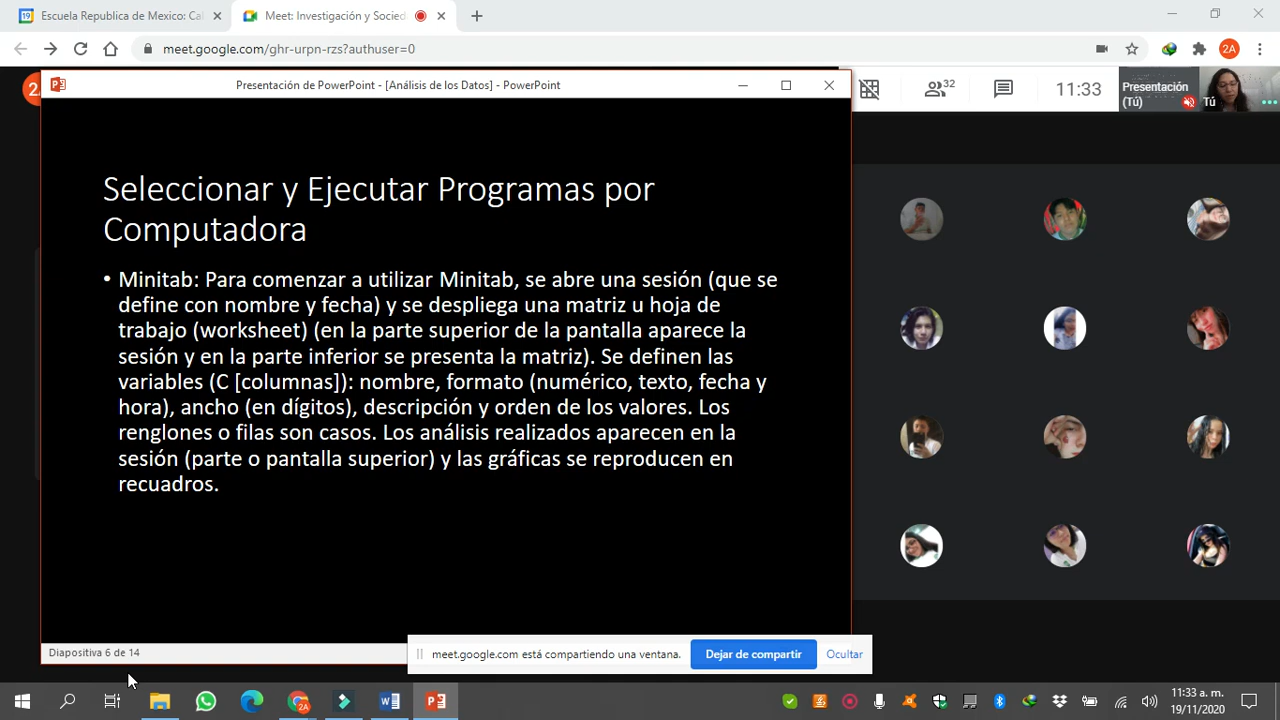 Escuela Republica de Mexico: Cal
Meet: Investigación y Socied
meet.google.com/ghr-urpn-rzs?authuser=0
2A
Presentación de PowerPoint - [Análisis de los Datos] - PowerPoint
32
11:33
Presentación
(Tú)
Tú
Seleccionar y Ejecutar Programas por
Computadora
• Minitab: Para comenzar a utilizar Minitab, se abre una sesión (que se
define con nombre y fecha) y se despliega una matriz u hoja de
trabajo (worksheet) (en la parte superior de la pantalla aparece la
sesión y en la parte inferior se presenta la matriz). Se definen las
variables (C [columnas]): nombre, formato (numérico, texto, fecha y
hora), ancho (en dígitos), descripción y orden de los valores. Los
renglones o filas son casos. Los análisis realizados aparecen en la
sesión (parte o pantalla superior) y las gráficas se reproducen en
recuadros.
Diapositiva 6 de 14
meet.google.com está compartiendo una ventana.
Dejar de compartir
Ocultar
11:33 a. m.
19/11/2020